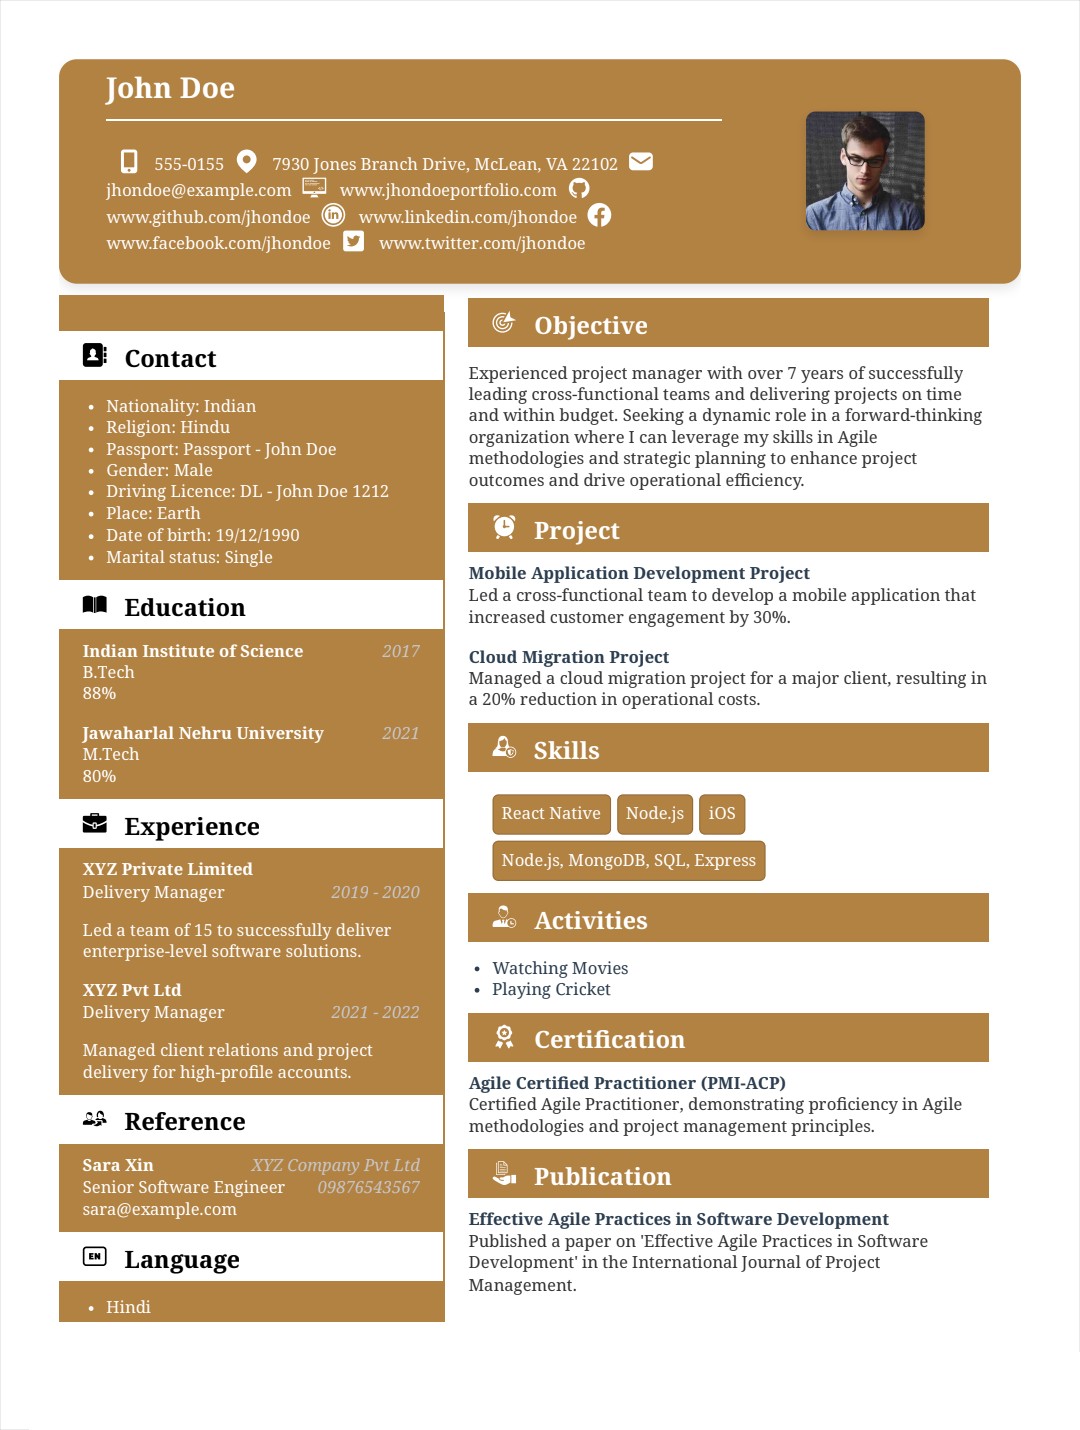 John Doe
555-0155 7930 Jones Branch Drive, McLean, VA 22102
jhondoe@example.com www.jhondoeportfolio.com
www.github.com/jhondoe www.linkedin.com/jhondoe
www.facebook.com/jhondoe www.twitter.com/jhondoe
Contact
• Nationality: Indian
• Religion: Hindu
• Passport: Passport - John Doe
• Gender: Male
• Driving Licence: DL - John Doe 1212
• Place: Earth
• Date of birth: 19/12/1990
• Marital status: Single
Education
Indian Institute of Science 2017
B.Tech
88%
Jawaharlal Nehru University 2021
M.Tech
80%
Experience
XYZ Private Limited
Delivery Manager 2019 - 2020
Led a team of 15 to successfully deliver
enterprise-level software solutions.
XYZ Pvt Ltd
Delivery Manager 2021 - 2022
Managed client relations and project
delivery for high-profile accounts.
Reference
Sara Xin XYZ Company Pvt Ltd
Senior Software Engineer 09876543567
sara@example.com
EN Language
• Hindi
Objective
Experienced project manager with over 7 years of successfully
leading cross-functional teams and delivering projects on time
and within budget. Seeking a dynamic role in a forward-thinking
organization where I can leverage my skills in Agile
methodologies and strategic planning to enhance project
outcomes and drive operational efficiency.
Project
Mobile Application Development Project
Led a cross-functional team to develop a mobile application that
increased customer engagement by 30%.
Cloud Migration Project
Managed a cloud migration project for a major client, resulting in
a 20% reduction in operational costs.
Skills
React Native Node.js iOS
Node.js, MongoDB, SQL, Express
Activities
• Watching Movies
• Playing Cricket
Certification
Agile Certified Practitioner (PMI-ACP)
Certified Agile Practitioner, demonstrating proficiency in Agile
methodologies and project management principles.
Publication
Effective Agile Practices in Software Development
Published a paper on 'Effective Agile Practices in Software
Development' in the International Journal of Project
Management.